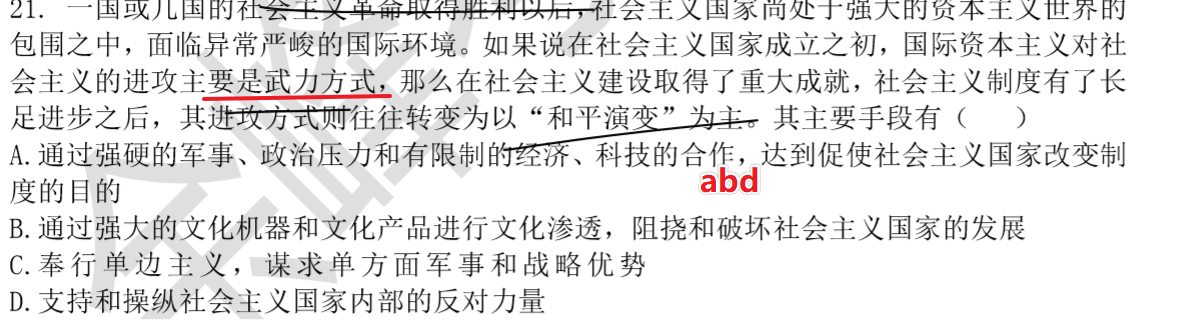 21. 一国或几国的社会主义革命取得胜利以后,社会主义国家尚处于强大的资本主义世界的
包围之中，面临异常严峻的国际环境。如果说在社会主义国家成立之初，国际资本主义对社
会主义的进攻主要是武力方式，那么在社会主义建设取得了重大成就，社会主义制度有了长
足进步之后，其进攻方式则往往转变为以“和平演变”为主。其主要手段有（　　）
A.通过强硬的军事、政治压力和有限制的经济、科技的合作，达到促使社会主义国家改变制
度的目的
abd
B.通过强大的文化机器和文化产品进行文化渗透，阻挠和破坏社会主义国家的发展
C.奉行单边主义，谋求单方面军事和战略优势
D.支持和操纵社会主义国家内部的反对力量